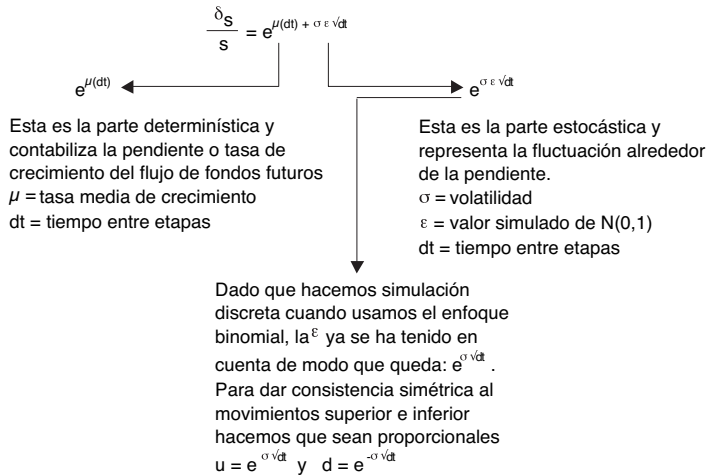 δs/s = e^μ(dt) + σ ε √dt
e^μ(dt)
e^σ ε √dt
Esta es la parte determinística y
contabiliza la pendiente o tasa de
crecimiento del flujo de fondos futuros
μ = tasa media de crecimiento
dt = tiempo entre etapas
Esta es la parte estocástica y
representa la fluctuación alrededor
de la pendiente.
σ = volatilidad
ε = valor simulado de N(0,1)
dt = tiempo entre etapas
Dado que hacemos simulación
discreta cuando usamos el enfoque
binomial, la ε ya se ha tenido en
cuenta de modo que queda: e^σ √dt .
Para dar consistencia simétrica al
movimientos superior e inferior
hacemos que sean proporcionales
u = e^σ √dt y d = e^-σ √dt